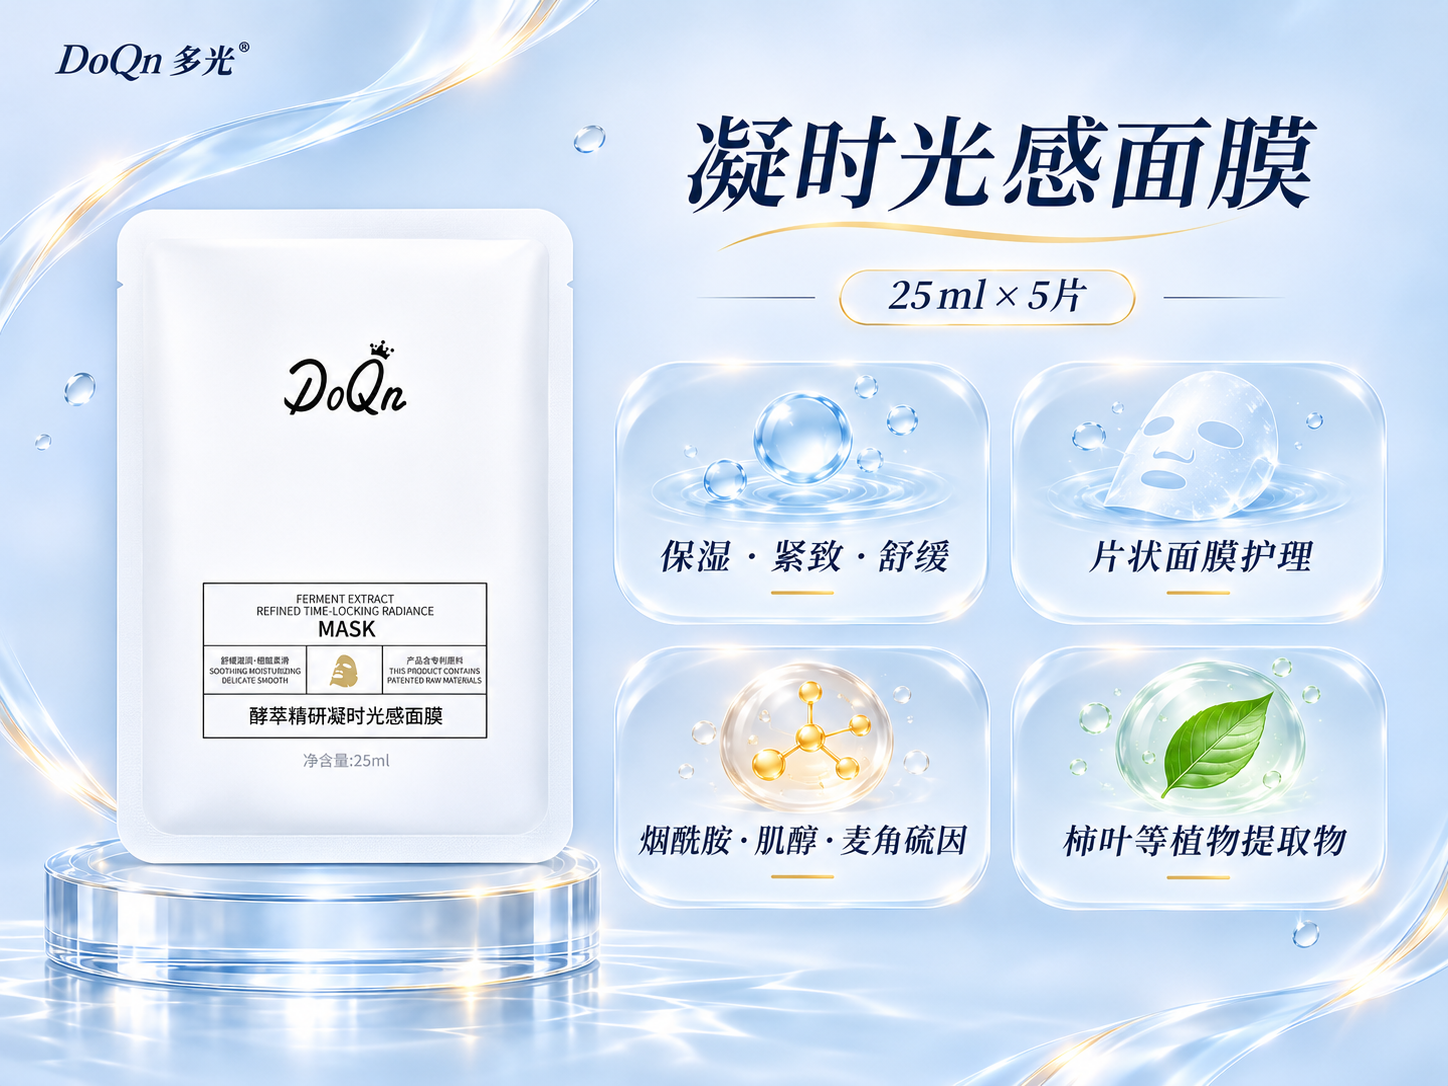 DoQn 多光®
凝时光感面膜
25ml × 5片
DoQn
FERMENT EXTRACT
REFINED TIME-LOCKING RADIANCE
MASK
舒缓滋润·细腻柔滑
SOOTHING MOISTURIZING
DELICATE SMOOTH
产品含专利原料
THIS PRODUCT CONTAINS
PATENTED RAW MATERIALS
酵萃精研凝时光感面膜
净含量:25ml
保湿·紧致·舒缓
片状面膜护理
烟酰胺·肌醇·麦角硫因
柿叶等植物提取物